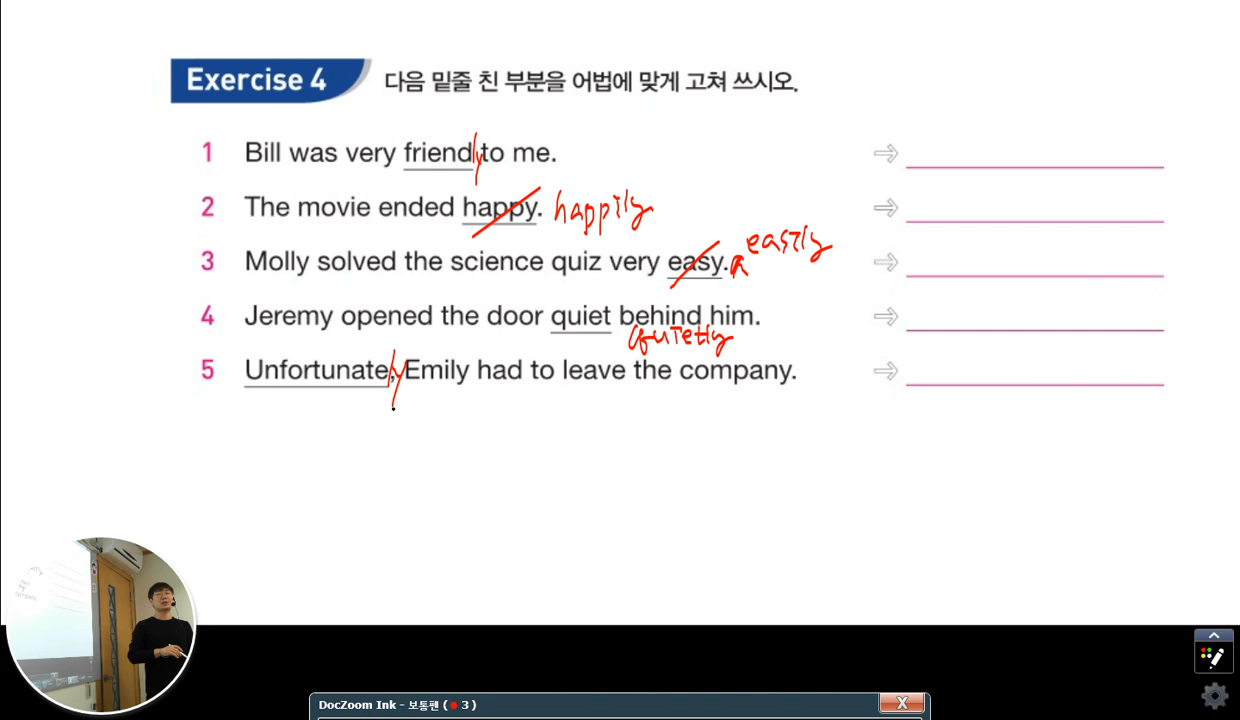 Exercise 4 다음 밑줄 친 부분을 어법에 맞게 고쳐 쓰시오.
1 Bill was very friendly to me. ⇨
2 The movie ended happy. happily ⇨
3 Molly solved the science quiz very easy. easily ⇨
4 Jeremy opened the door quiet behind him. ⇨
quietly
5 Unfortunate,ly Emily had to leave the company. ⇨
company
DocZoom Ink - 보통펜 ( 3 )
X